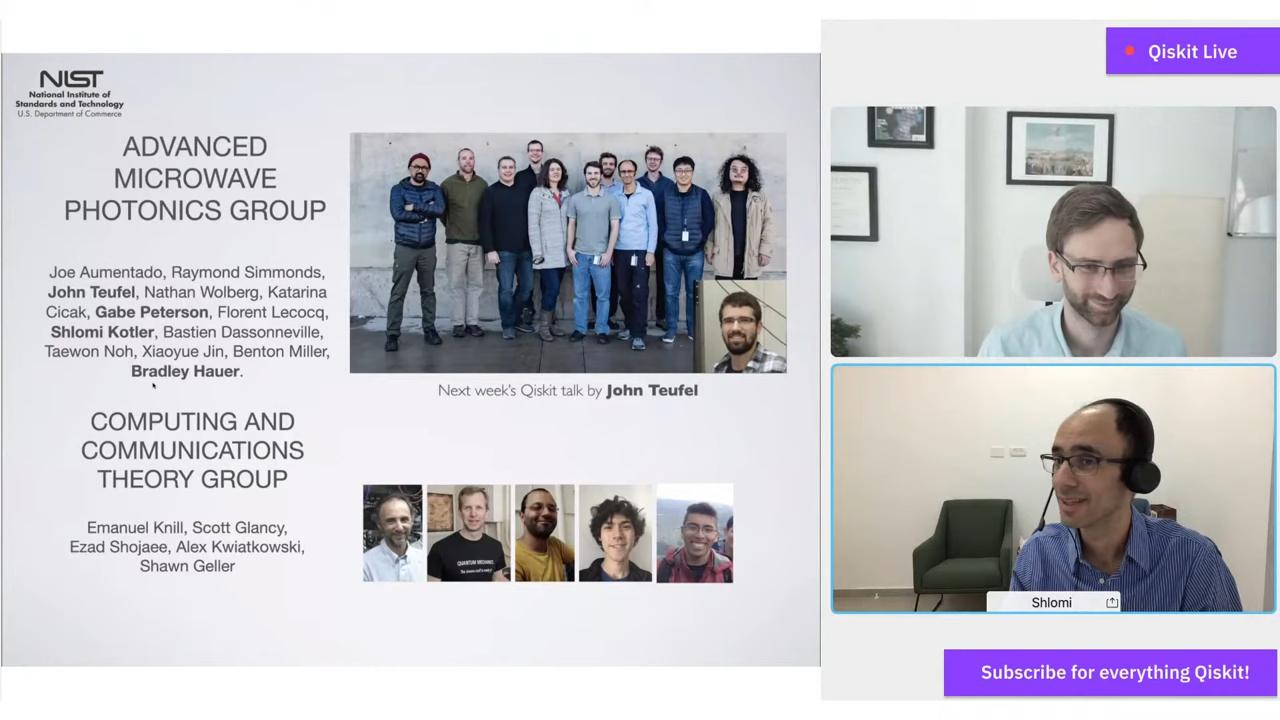 NIST
National Institute of
Standards and Technology
U.S. Department of Commerce
ADVANCED
MICROWAVE
PHOTONICS GROUP
Joe Aumentado, Raymond Simmonds,
John Teufel, Nathan Wolberg, Katarina
Cicak, Gabe Peterson, Florent Lecocq,
Shlomi Kotler, Bastien Dassonneville,
Taewon Noh, Xiaoyue Jin, Benton Miller,
Bradley Hauer.
Next week's Qiskit talk by John Teufel
COMPUTING AND
COMMUNICATIONS
THEORY GROUP
Emanuel Knill, Scott Glancy,
Ezad Shojaee, Alex Kwiatkowski,
Shawn Geller
QUANTUM MECHANICS
Qiskit Live
Shlomi
Subscribe for everything Qiskit!